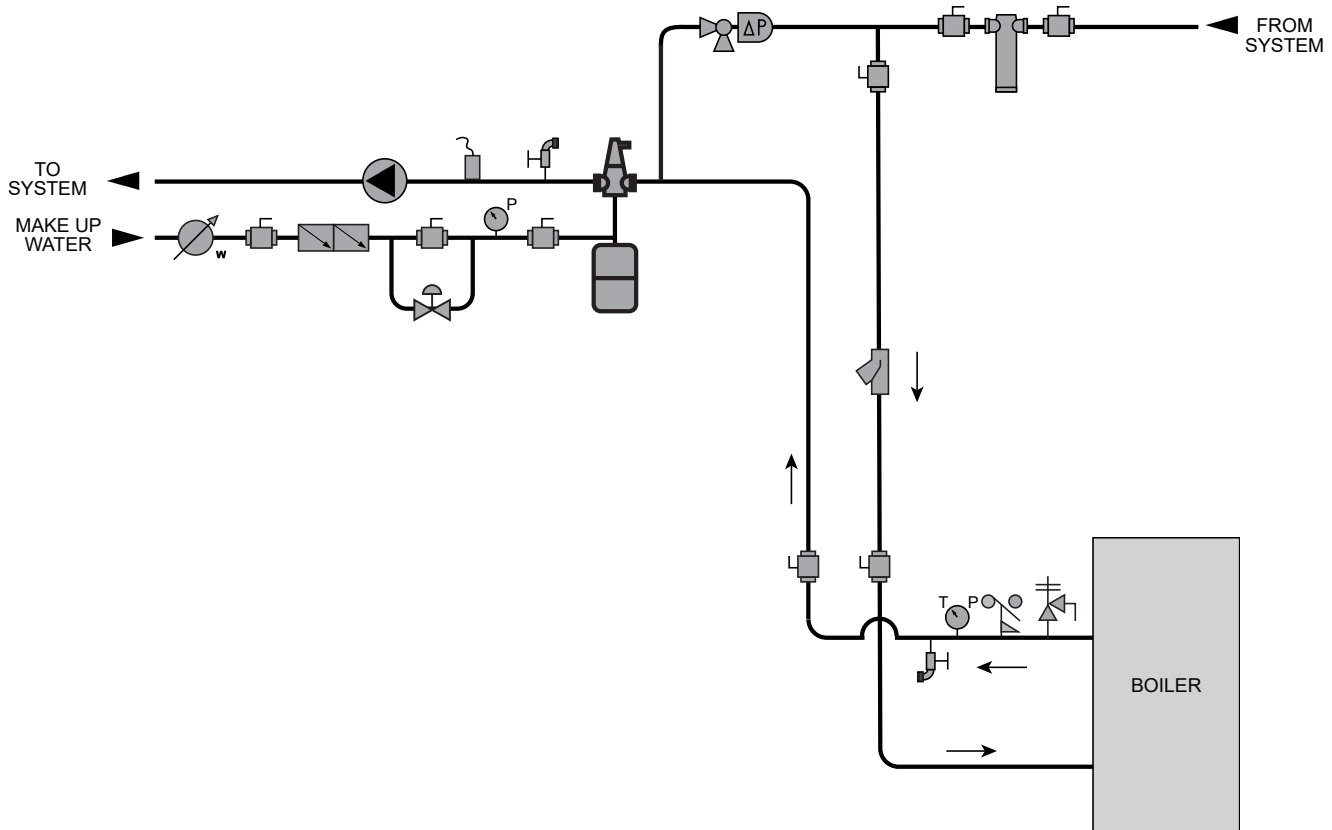 ΔP
FROM
SYSTEM
TO
SYSTEM
P
MAKE UP
WATER
w
T P
BOILER